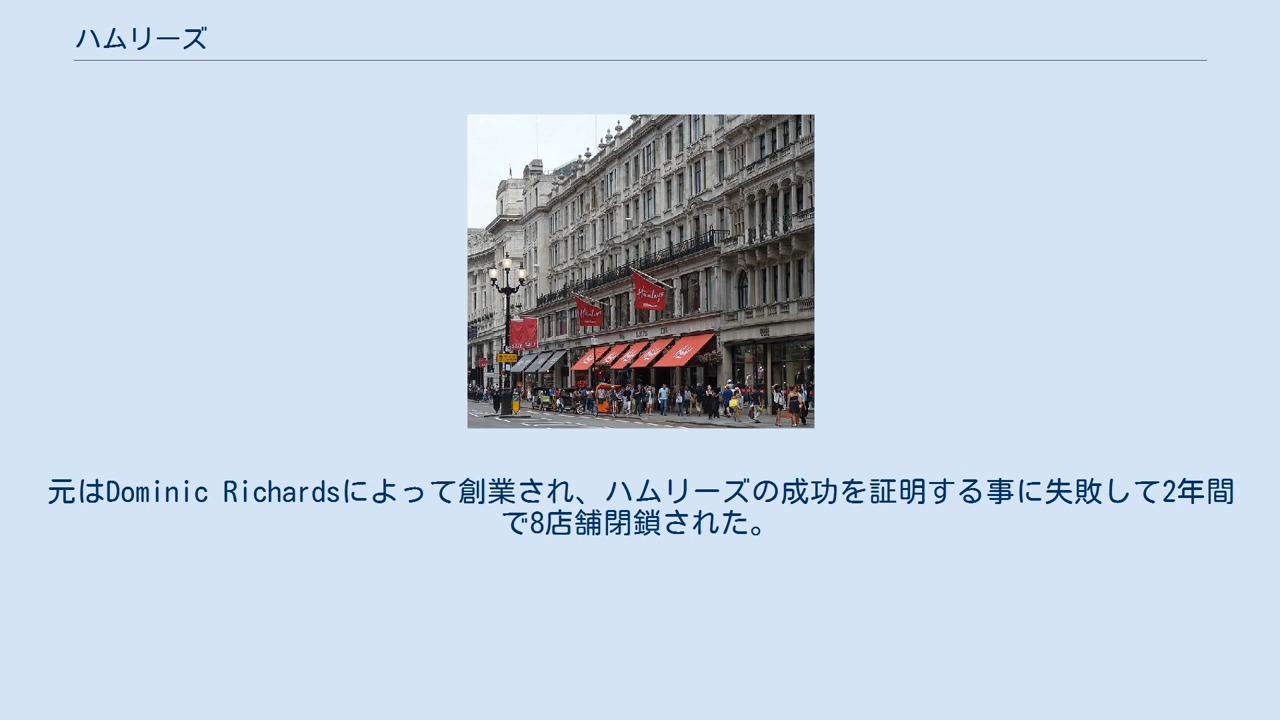 ハムリーズ
Hamleys
Hamleys
元はDominic Richardsによって創業され、ハムリーズの成功を証明する事に失敗して2年間
で8店舗閉鎖された。